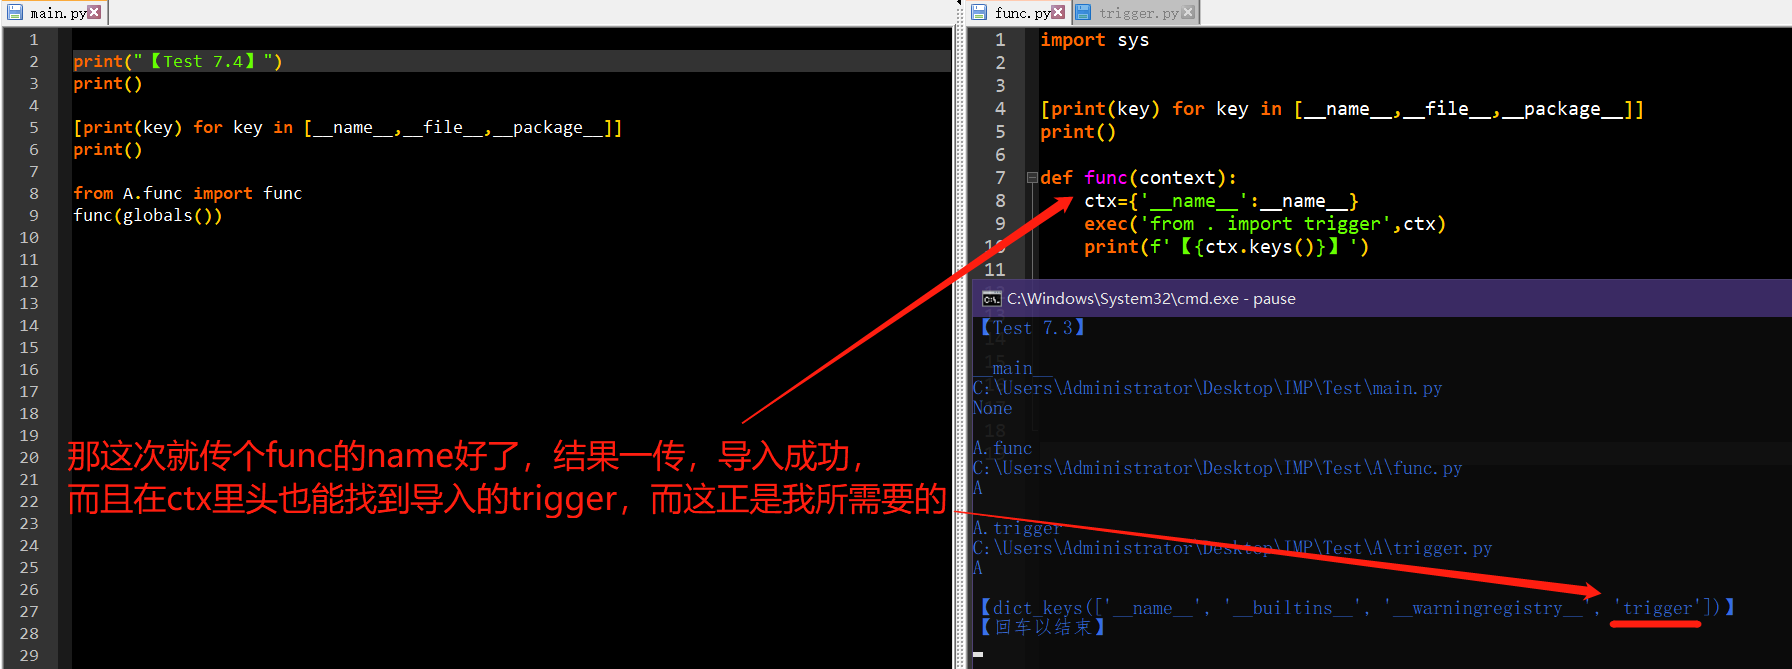 main.py
1
2 print("【Test 7.4】")
3 print()
4
5 [print(key) for key in [__name__,__file__,__package__]]
6 print()
7
8 from A.func import func
9 func(globals())
10
11
12
13
14
15
16
17
18
19
20
21
22
23
24
25
26
27
28
29
那这次就传个func的name好了，结果一传，导入成功，
而且在ctx里头也能找到导入的trigger，而这正是我所需要的
func.py trigger.py
1 import sys
2
3
4 [print(key) for key in [__name__,__file__,__package__]]
5 print()
6
7 def func(context):
8 ctx={'__name__':__name__}
9 exec('from . import trigger',ctx)
10 print(f'【{ctx.keys()}】')
11
C:\Windows\System32\cmd.exe - pause
【Test 7.3】
__main__
C:\Users\Administrator\Desktop\IMP\Test\main.py
None
A.func
C:\Users\Administrator\Desktop\IMP\Test\A\func.py
A
A.trigger
C:\Users\Administrator\Desktop\IMP\Test\A\trigger.py
A
【dict_keys(['__name__', '__builtins__', '__warningregistry__', 'trigger'])】
【回车以结束】